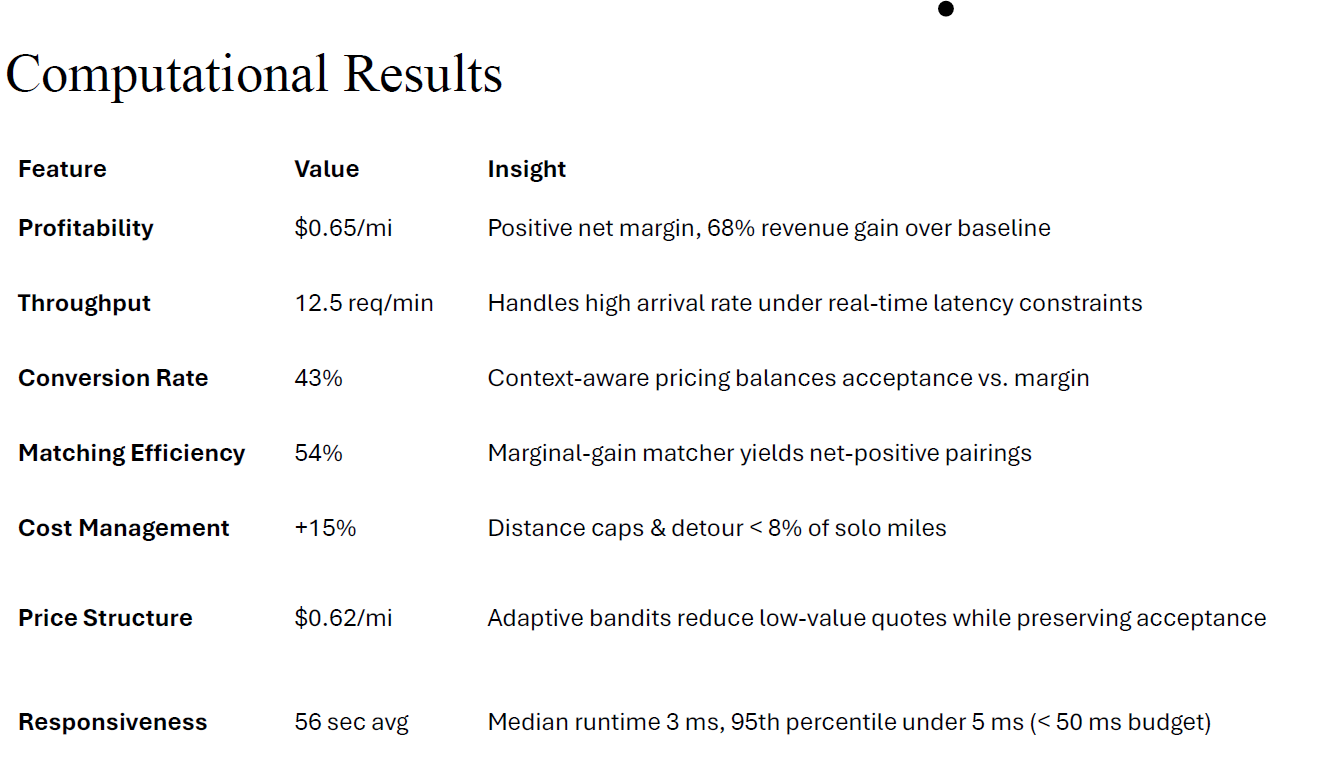 Computational Results
Feature Value Insight
Profitability $0.65/mi Positive net margin, 68% revenue gain over baseline
Throughput 12.5 req/min Handles high arrival rate under real-time latency constraints
Conversion Rate 43% Context-aware pricing balances acceptance vs. margin
Matching Efficiency 54% Marginal-gain matcher yields net-positive pairings
Cost Management +15% Distance caps & detour < 8% of solo miles
Price Structure $0.62/mi Adaptive bandits reduce low-value quotes while preserving acceptance
Responsiveness 56 sec avg Median runtime 3 ms, 95th percentile under 5 ms (< 50 ms budget)